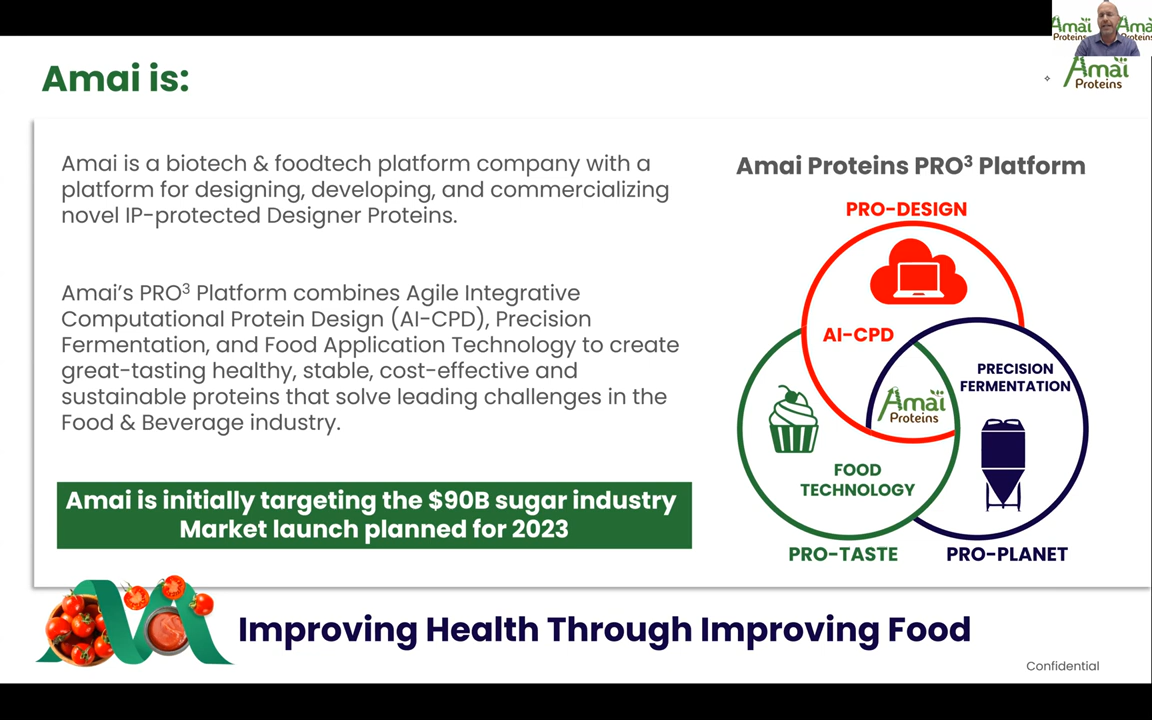 Amai Proteins
Amaï
Proteins
Amai is:
Amai is a biotech & foodtech platform company with a
platform for designing, developing, and commercializing
novel IP-protected Designer Proteins.
Amai’s PRO³ Platform combines Agile Integrative
Computational Protein Design (AI-CPD), Precision
Fermentation, and Food Application Technology to create
great-tasting healthy, stable, cost-effective and
sustainable proteins that solve leading challenges in the
Food & Beverage industry.
Amai is initially targeting the $90B sugar industry
Market launch planned for 2023
Amai Proteins PRO³ Platform
PRO-DESIGN
AI-CPD
PRECISION
FERMENTATION
Amaï
Proteins
FOOD
TECHNOLOGY
PRO-TASTE
PRO-PLANET
Improving Health Through Improving Food
Confidential